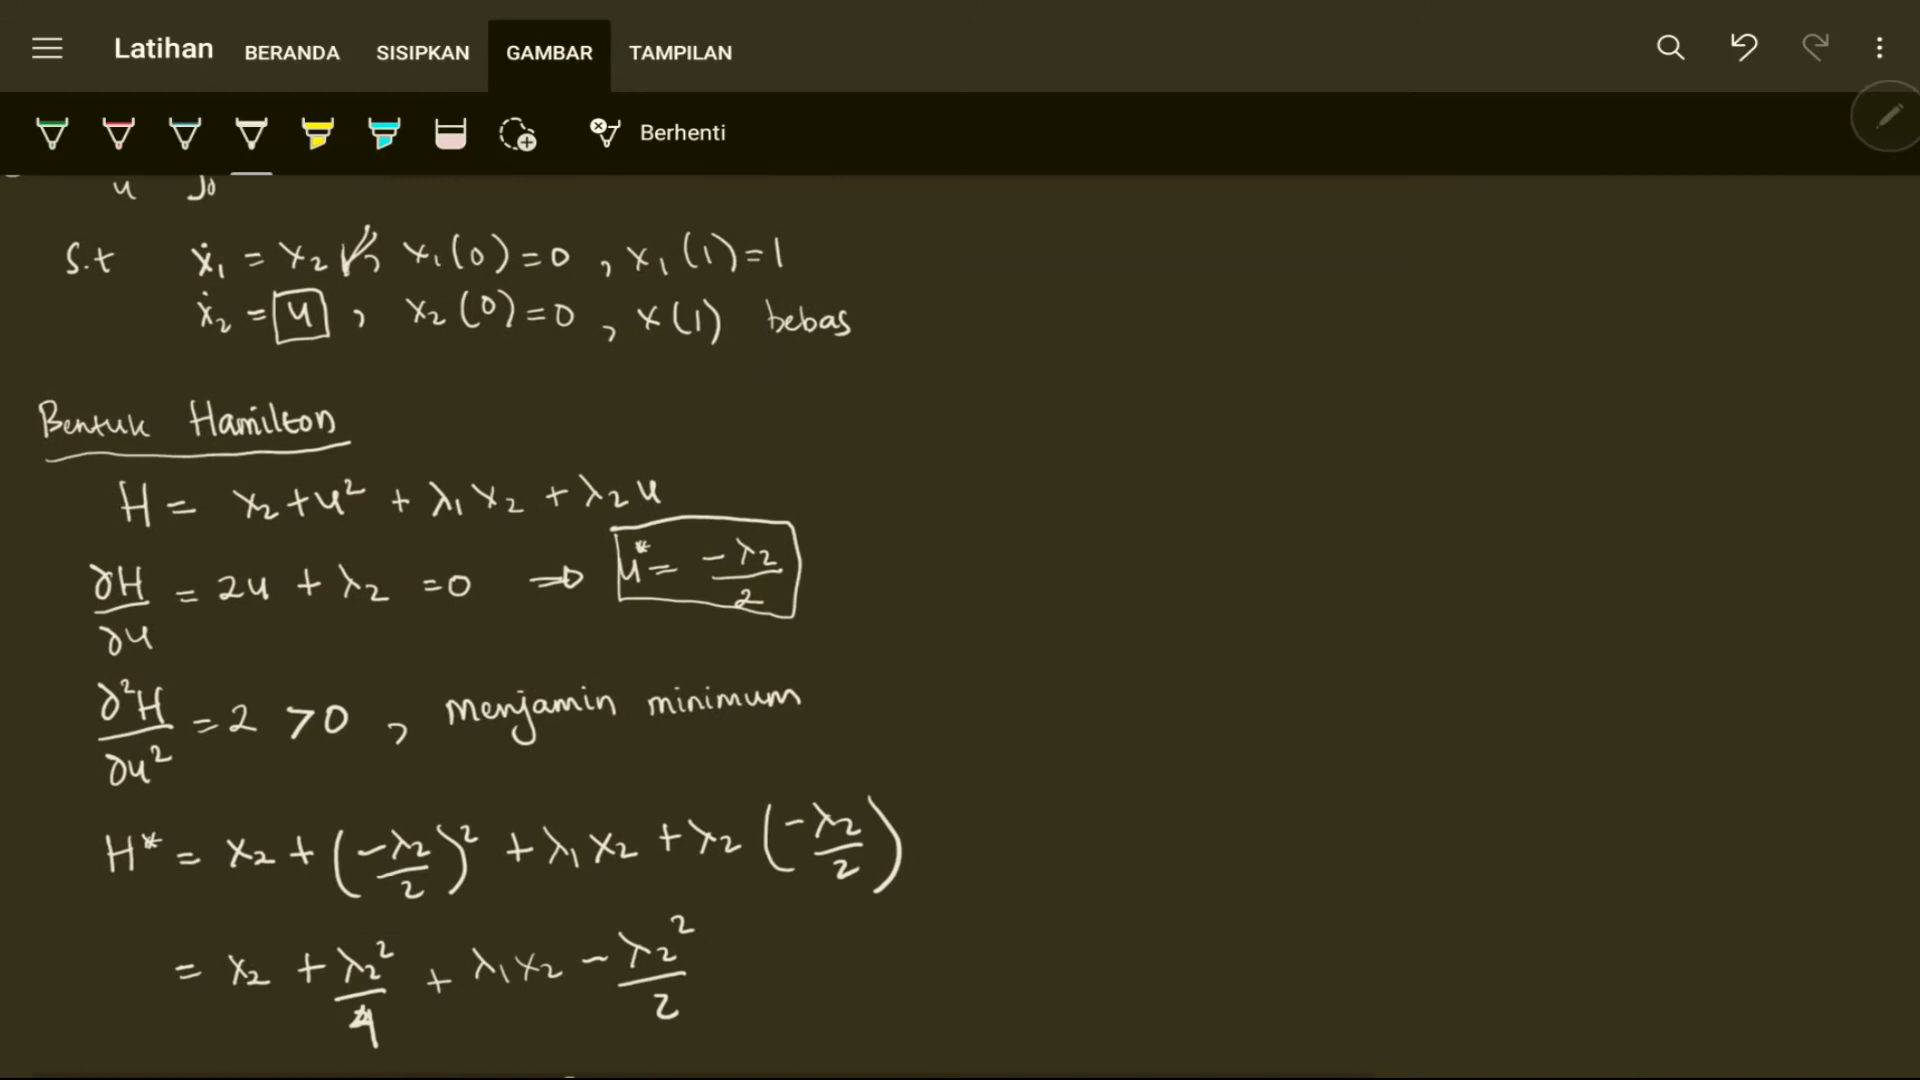 Latihan BERANDA SISIPKAN GAMBAR TAMPILAN
Berhenti
u ∫0
S.t ẋ₁ = x₂, x₁(0)=0, x₁(1)=1
ẋ₂ = u, x₂(0)=0, x(1) bebas
Bentuk Hamilton
H = x₂+u² + λ₁x₂ + λ₂u
∂H/∂u = 2u + λ₂ =0 ⇒ u* = -λ₂/2
∂²H/∂u² = 2 >0, menjamin minimum
H* = x₂ + (-λ₂/2)² + λ₁x₂ + λ₂(-λ₂/2)
= x₂ + λ₂²/4 + λ₁x₂ - λ₂²/2